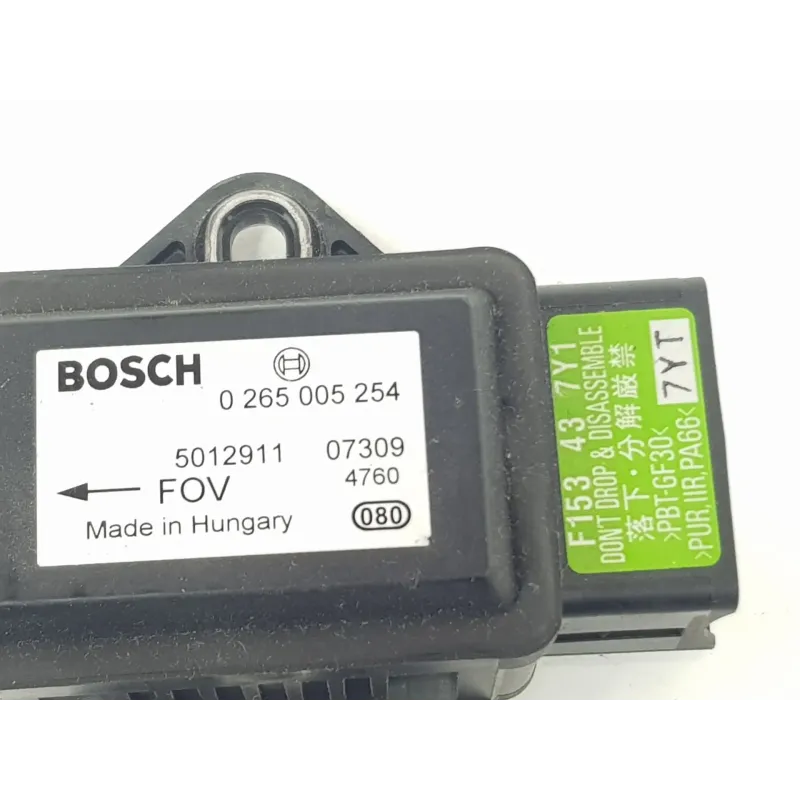 BOSCH
0 265 005 254
5012911 07309
FOV 4760
Made in Hungary 080
F153 43 7Y1
DON'T DROP & DISASSEMBLE
落下・分解厳禁
>PBT-GF30<
>PUR,IIR,PA66<
7YT